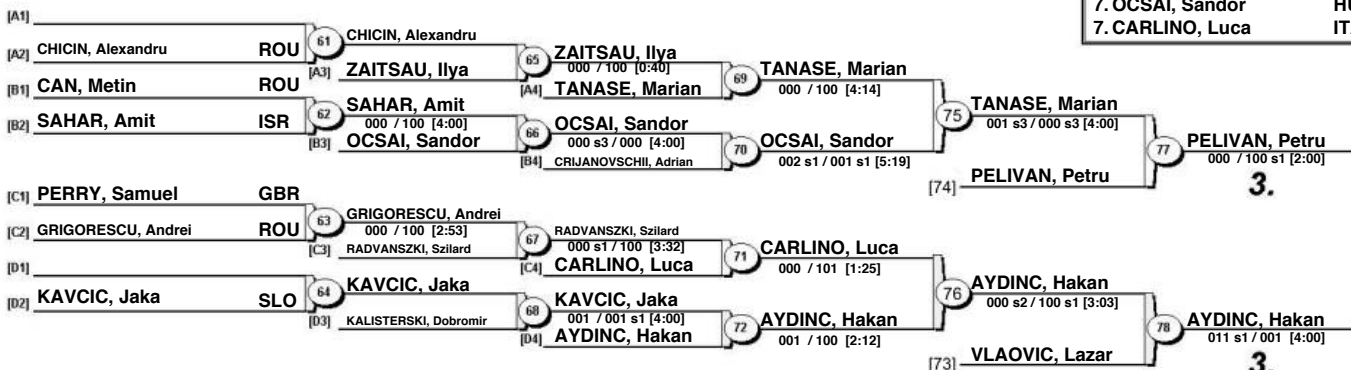 7. OCSAI, Sandor HU
7. CARLINO, Luca IT
[A1]
[A2] CHICIN, Alexandru ROU
61 CHICIN, Alexandru
[A3] ZAITSAU, Ilya
65 ZAITSAU, Ilya
000 / 100 [0:40]
[A4] TANASE, Marian
69 TANASE, Marian
000 / 100 [4:14]
[B1] CAN, Metin ROU
[B2] SAHAR, Amit ISR
62 SAHAR, Amit
000 / 100 [4:00]
[B3] OCSAI, Sandor
66 OCSAI, Sandor
000 s3 / 000 [4:00]
[B4] CRIJANOVSCHII, Adrian
70 OCSAI, Sandor
002 s1 / 001 s1 [5:19]
75 TANASE, Marian
001 s3 / 000 s3 [4:00]
[74] PELIVAN, Petru
77 PELIVAN, Petru
000 / 100 s1 [2:00]
3.
[C1] PERRY, Samuel GBR
[C2] GRIGORESCU, Andrei ROU
63 GRIGORESCU, Andrei
000 / 100 [2:53]
[C3] RADVANSZKI, Szilard
67 RADVANSZKI, Szilard
000 s1 / 100 [3:32]
[C4] CARLINO, Luca
71 CARLINO, Luca
000 / 101 [1:25]
[D1]
[D2] KAVCIC, Jaka SLO
64 KAVCIC, Jaka
[D3] KALISTERSKI, Dobromir
68 KAVCIC, Jaka
001 / 001 s1 [4:00]
[D4] AYDINC, Hakan
72 AYDINC, Hakan
001 / 100 [2:12]
76 AYDINC, Hakan
000 s2 / 100 s1 [3:03]
[73] VLAOVIC, Lazar
78 AYDINC, Hakan
011 s1 / 001 [4:00]
3.